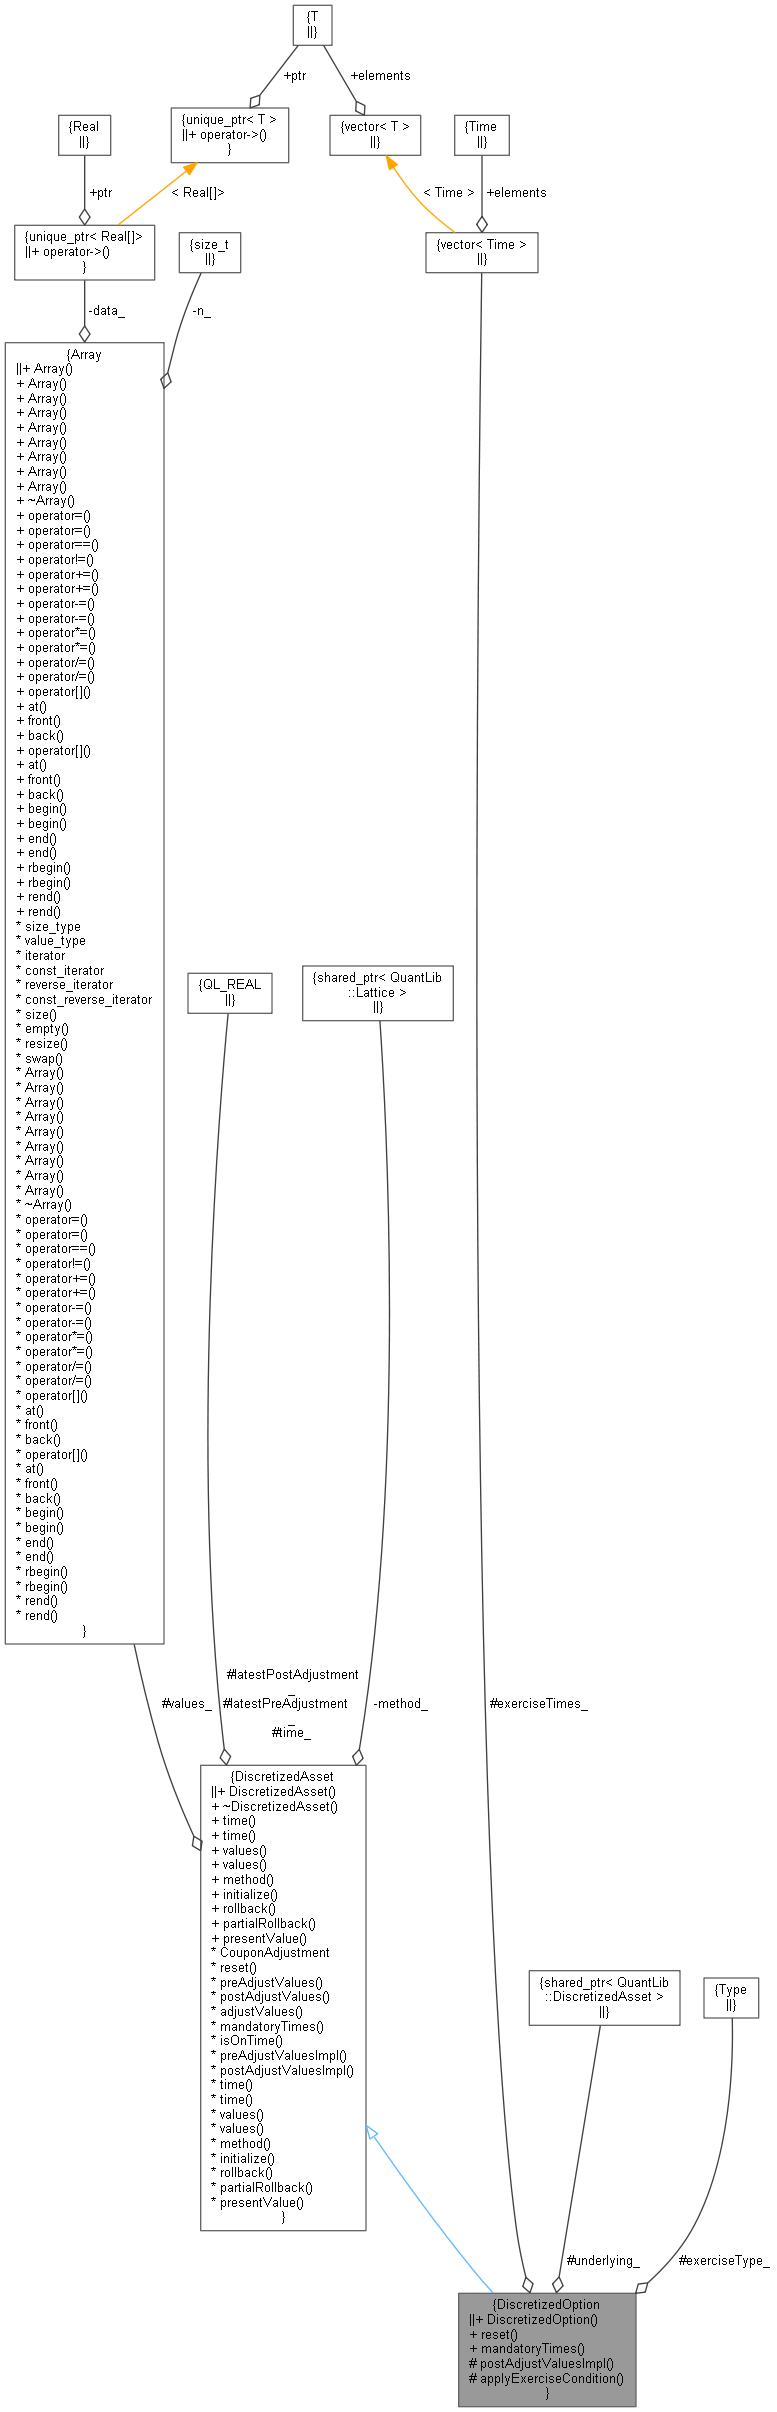 {T
||}
+ptr
+elements
{Real
||}
{unique_ptr< T >
||+ operator->()
}
{vector< T >
||}
{Time
||}
+ptr
< Real[]>
< Time >
+elements
{unique_ptr< Real[]>
||+ operator->()
}
{size_t
||}
{vector< Time >
||}
-data_
-n_
{Array
||+ Array()
+ Array()
+ Array()
+ Array()
+ Array()
+ Array()
+ Array()
+ Array()
+ Array()
+ ~Array()
+ operator=()
+ operator=()
+ operator==()
+ operator!=()
+ operator+=()
+ operator+=()
+ operator-=()
+ operator-=()
+ operator*=()
+ operator*=()
+ operator/=()
+ operator/=()
+ operator[]()
+ at()
+ front()
+ back()
+ operator[]()
+ at()
+ front()
+ back()
+ begin()
+ begin()
+ end()
+ end()
+ rbegin()
+ rbegin()
+ rend()
+ rend()
* size_type
* value_type
* iterator
* const_iterator
* reverse_iterator
* const_reverse_iterator
* size()
* empty()
* resize()
* swap()
* Array()
* Array()
* Array()
* Array()
* Array()
* Array()
* Array()
* Array()
* Array()
* ~Array()
* operator=()
* operator=()
* operator==()
* operator!=()
* operator+=()
* operator+=()
* operator-=()
* operator-=()
* operator*=()
* operator*=()
* operator/=()
* operator/=()
* operator[]()
* at()
* front()
* back()
* operator[]()
* at()
* front()
* back()
* begin()
* begin()
* end()
* end()
* rbegin()
* rbegin()
* rend()
* rend()
}
{QL_REAL
||}
{shared_ptr< QuantLib
::Lattice >
||}
#values_
#latestPostAdjustment
_
#latestPreAdjustment
_
#time_
-method_
#exerciseTimes_
{DiscretizedAsset
||+ DiscretizedAsset()
+ ~DiscretizedAsset()
+ time()
+ time()
+ values()
+ values()
+ method()
+ initialize()
+ rollback()
+ partialRollback()
+ presentValue()
* CouponAdjustment
* reset()
* preAdjustValues()
* postAdjustValues()
* adjustValues()
* mandatoryTimes()
* isOnTime()
* preAdjustValuesImpl()
* postAdjustValuesImpl()
* time()
* time()
* values()
* values()
* method()
* initialize()
* rollback()
* partialRollback()
* presentValue()
}
{shared_ptr< QuantLib
::DiscretizedAsset >
||}
{Type
||}
#underlying_
#exerciseType_
{DiscretizedOption
||+ DiscretizedOption()
+ reset()
+ mandatoryTimes()
# postAdjustValuesImpl()
# applyExerciseCondition()
}